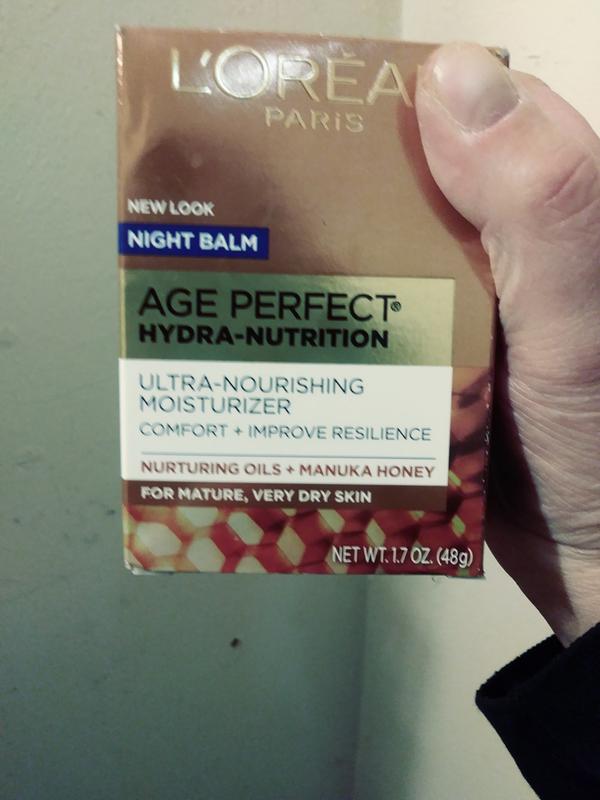 L'ORÉA
PARiS
NEW LOOK
NIGHT BALM
AGE PERFECT®
HYDRA-NUTRITION
ULTRA-NOURISHING
MOISTURIZER
COMFORT + IMPROVE RESILIENCE
NURTURING OILS + MANUKA HONEY
FOR MATURE, VERY DRY SKIN
NET WT. 1.7 OZ. (48g)